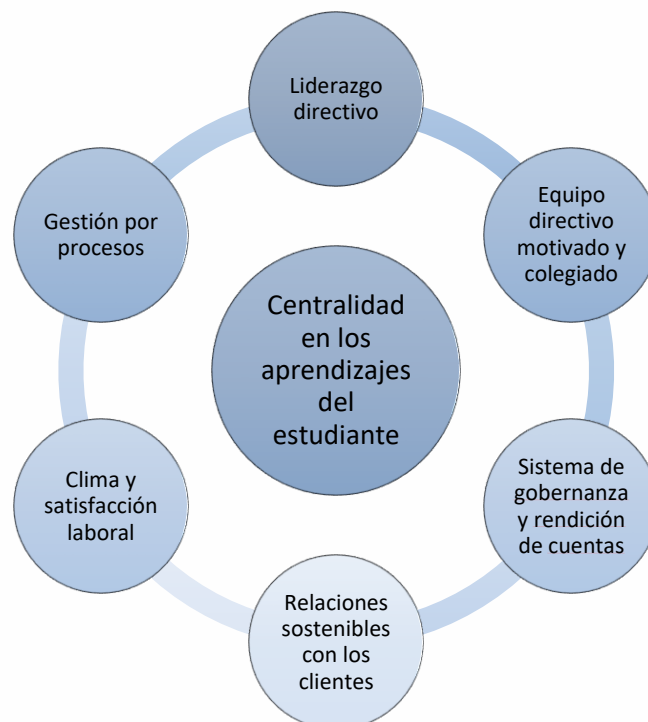 Liderazgo
directivo
Equipo
directivo
motivado y
colegiado
Sistema de
gobernanza
y rendición
de cuentas
Relaciones
sostenibles
con los
clientes
Clima y
satisfacción
laboral
Gestión por
procesos
Centralidad
en los
aprendizajes
del
estudiante